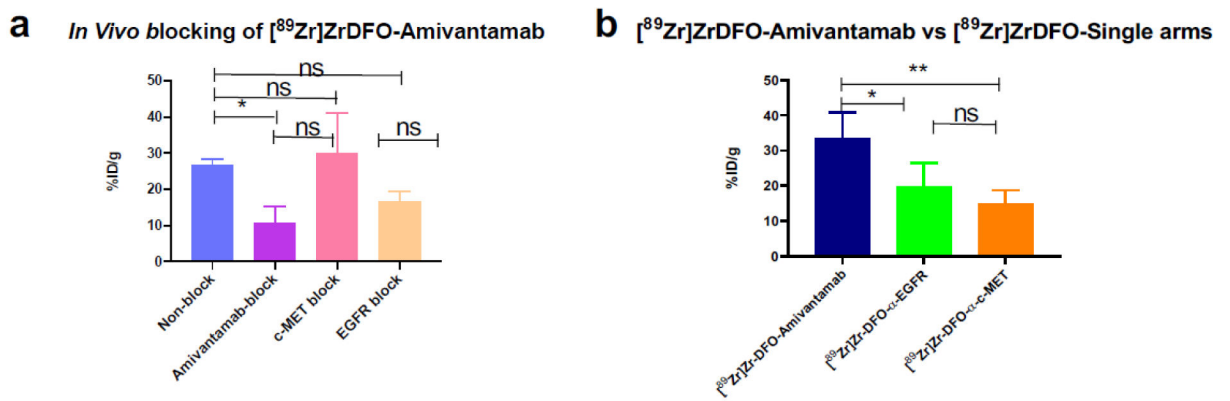 a In Vivo blocking of [⁸⁹Zr]ZrDFO-Amivantamab
ns
ns
*
ns
ns
%ID/g
50
40
30
20
10
0
Non-block
Amivantamab-block
c-MET block
EGFR block
b [⁸⁹Zr]ZrDFO-Amivantamab vs [⁸⁹Zr]ZrDFO-Single arms
**
*
ns
%ID/g
50
40
30
20
10
0
[⁸⁹Zr]Zr-DFO-Amivantamab
[⁸⁹Zr]Zr-DFO-α-EGFR
[⁸⁹Zr]Zr-DFO-α-c-MET